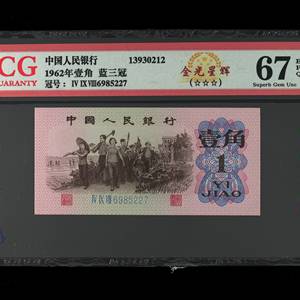 CG
GUARANTY
中国人民银行 13930212
1962年壹角 蓝三冠
冠号： Ⅳ Ⅸ Ⅷ6985227
金光星辉
(☆☆☆)
67
Superb Gem Unc
中国人民银行
壹角
1
YI
JIAO
Ⅳ Ⅸ Ⅷ 6985227